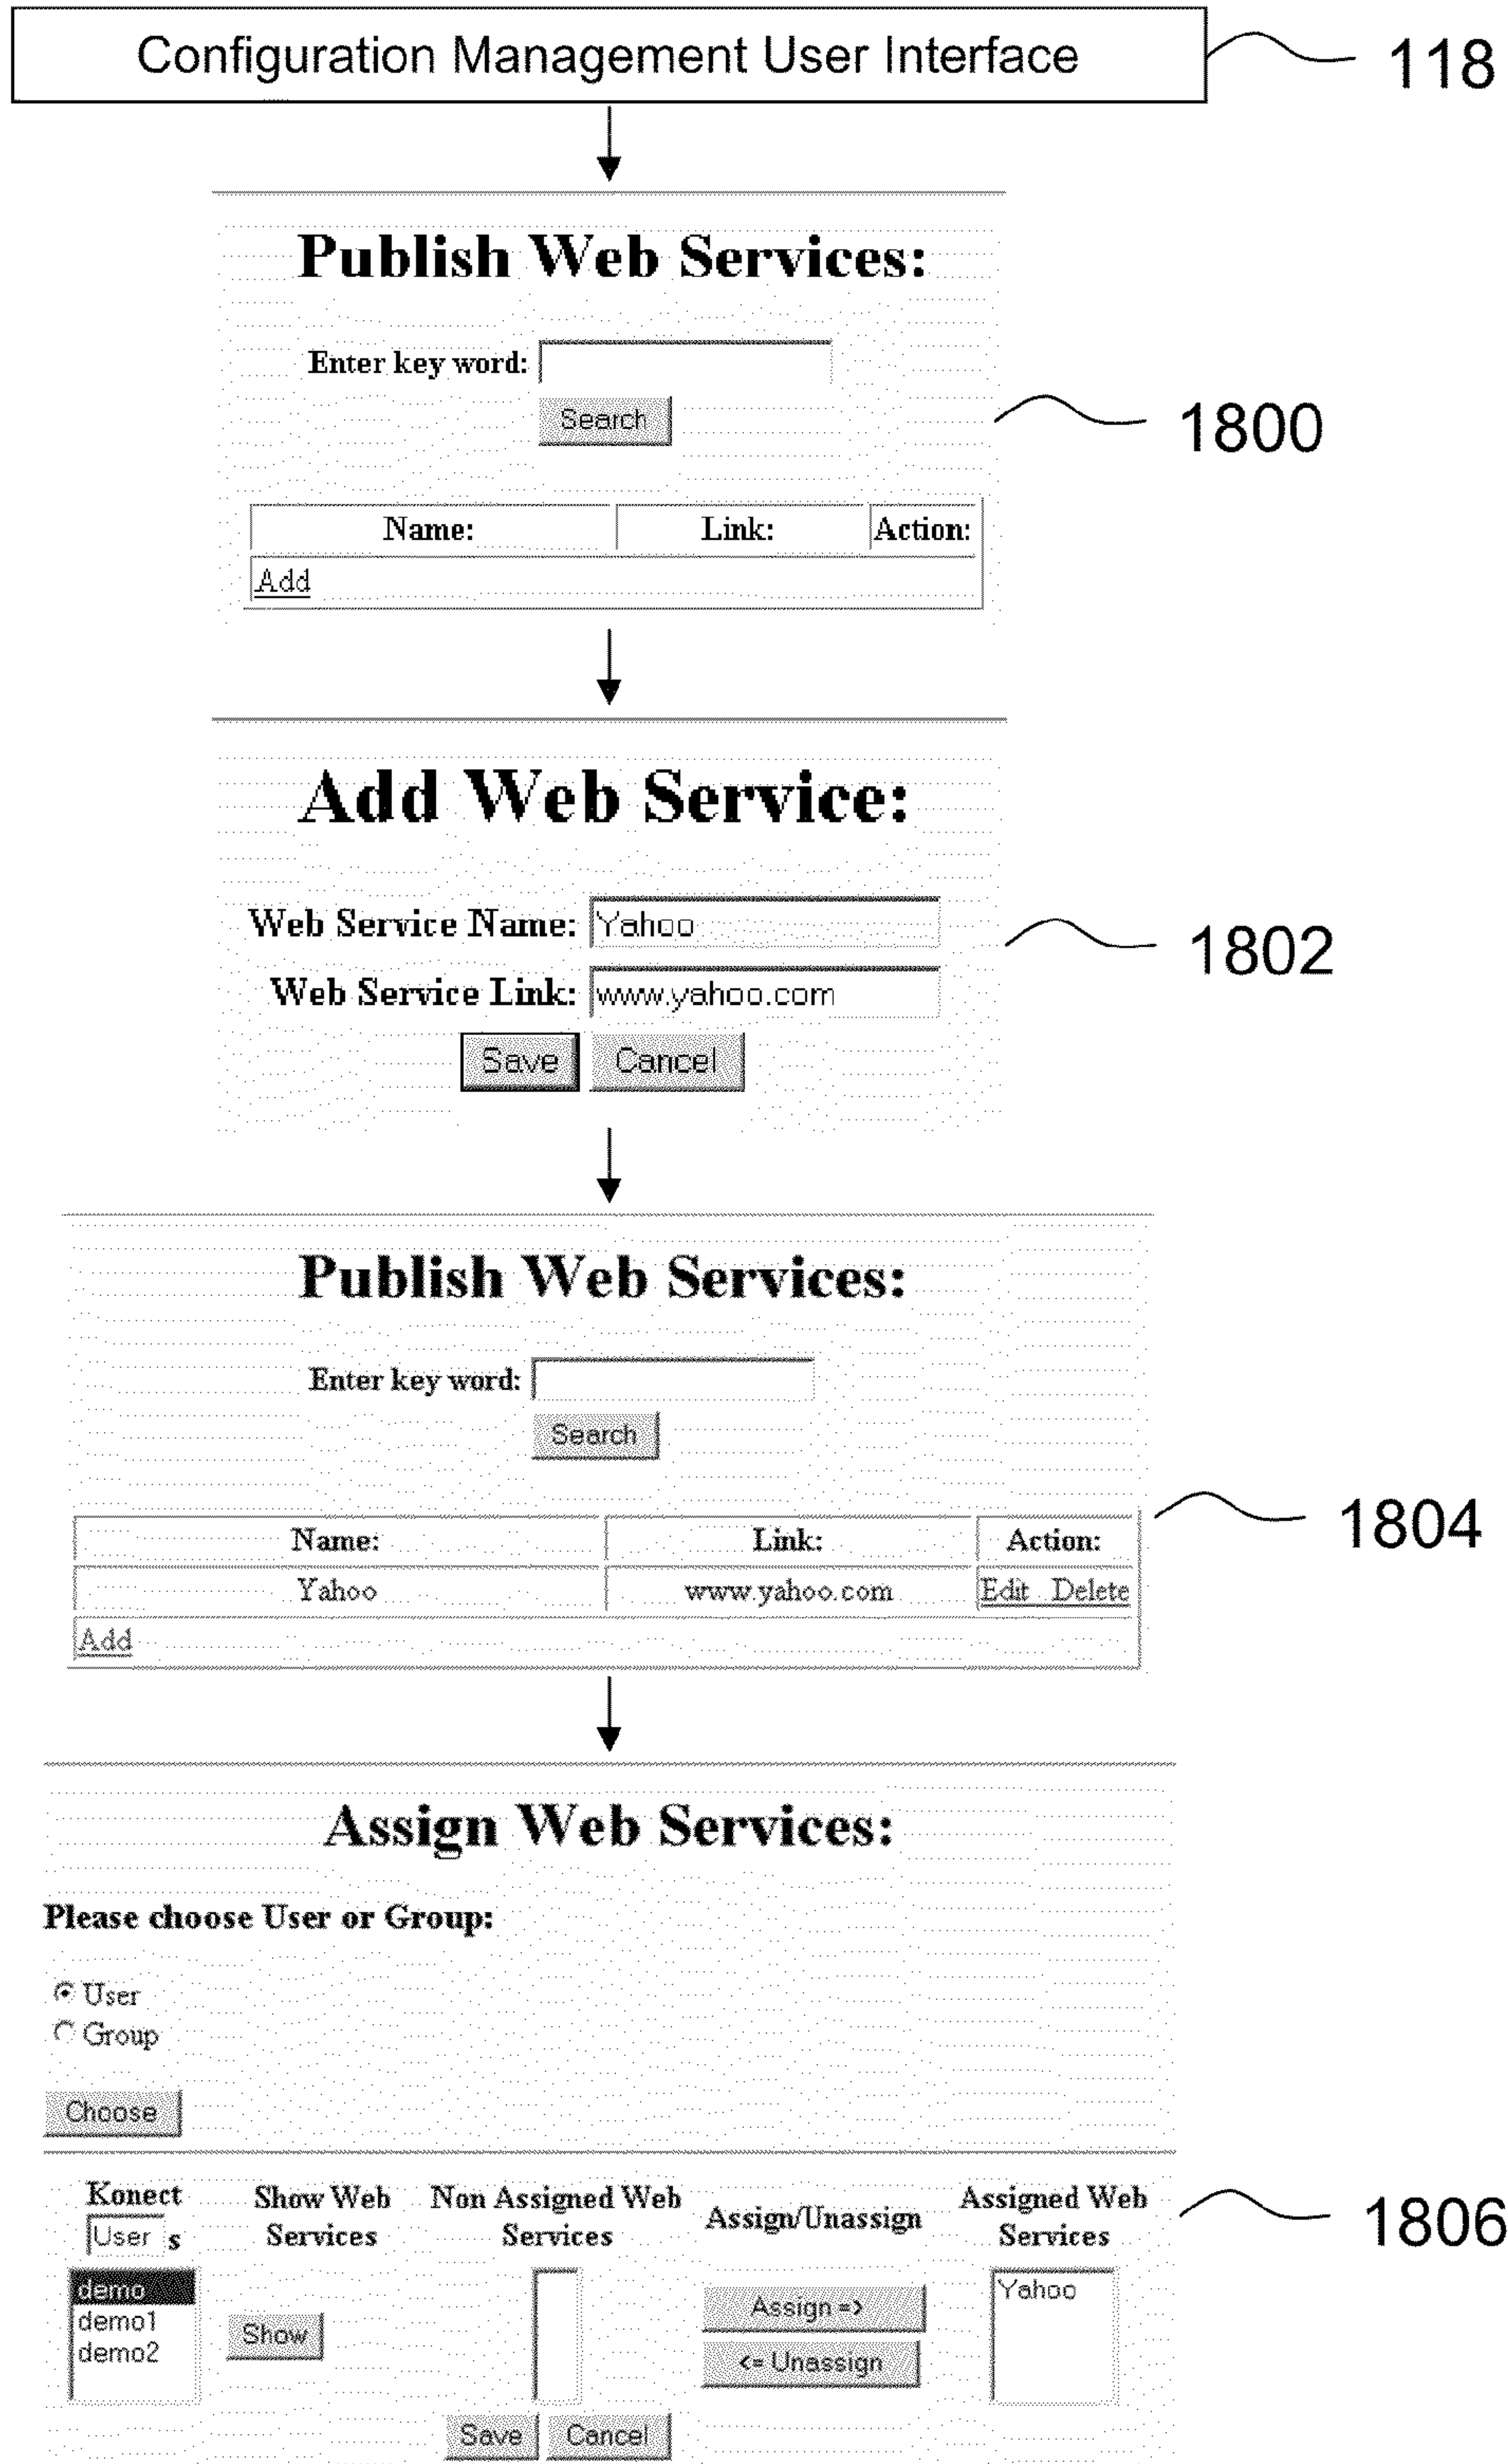 Configuration Management User Interface
118
Publish Web Services:
Enter key word:
Search
1800
Name: Link: Action:
Add
Add Web Service:
Web Service Name: Yahoo
1802
Web Service Link: www.yahoo.com
Save Cancel
Publish Web Services:
Enter key word:
Search
1804
Name: Link: Action:
Yahoo www.yahoo.com Edit Delete
Add
Assign Web Services:
Please choose User or Group:
User
Group
Choose
Konect
User s
Show Web
Services
Non Assigned Web
Services
Assign/Unassign
Assigned Web
Services
1806
demo
demo1
demo2
Show
Assign =>
<= Unassign
Yahoo
Save Cancel